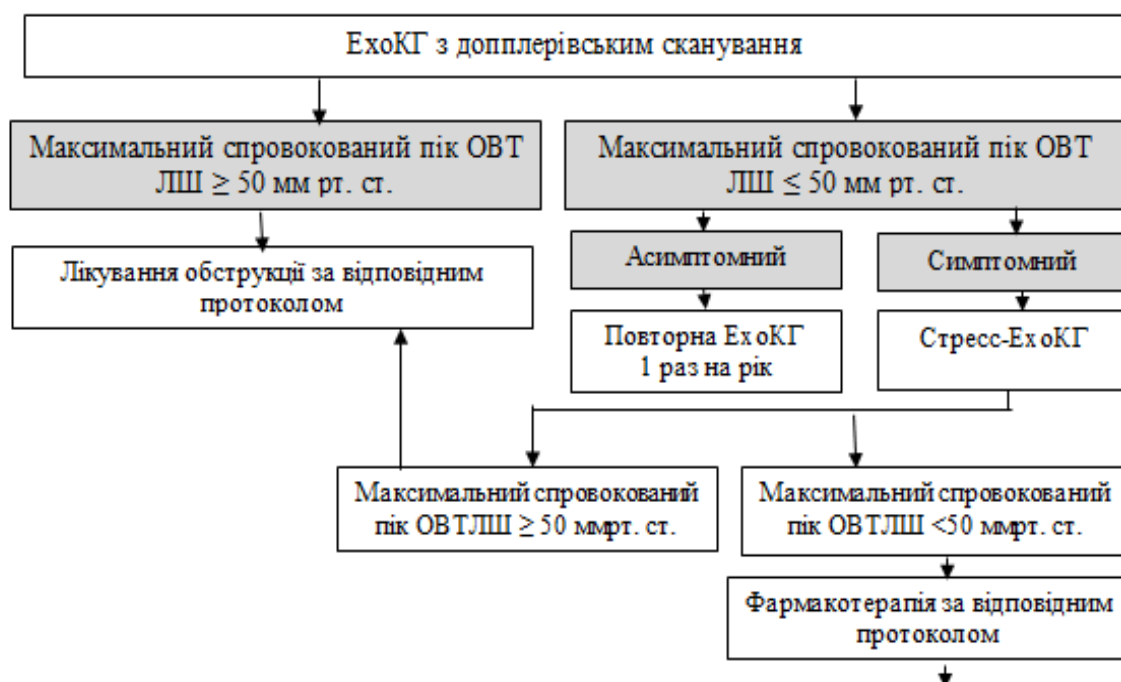 ЕхоКГ з допплерівським сканування
Максимальний спровокований пік ОВТ
ЛШ ≥ 50 мм рт. ст.
Максимальний спровокований пік ОВТ
ЛШ ≤ 50 мм рт. ст.
Лікування обструкції за відповідним
протоколом
Асимптомний
Симптомний
Повторна ЕхоКГ
1 раз на рік
Стресс-ЕхоКГ
Максимальний спровокований
пік ОВТЛШ ≥ 50 ммрт. ст.
Максимальний спровокований
пік ОВТЛШ <50 ммрт. ст.
Фармакотерапія за відповідним
протоколом